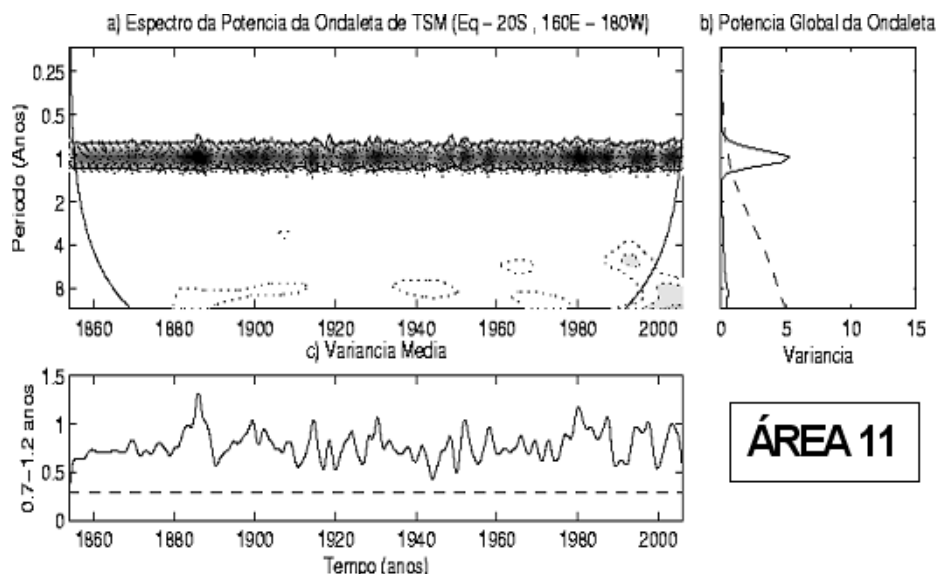 a) Espectro da Potencia da Ondaleta de TSM (Eq – 20S , 160E – 180W)
b) Potencia Global da Ondaleta
Periodo (Anos)
0.25
0.5
1
2
4
8
1860 1880 1900 1920 1940 1960 1980 2000
0 5 10 15
Variancia
c) Variancia Media
0.7–1.2 anos
1.5
1
0.5
0
1860 1880 1900 1920 1940 1960 1980 2000
Tempo (anos)
ÁREA 11